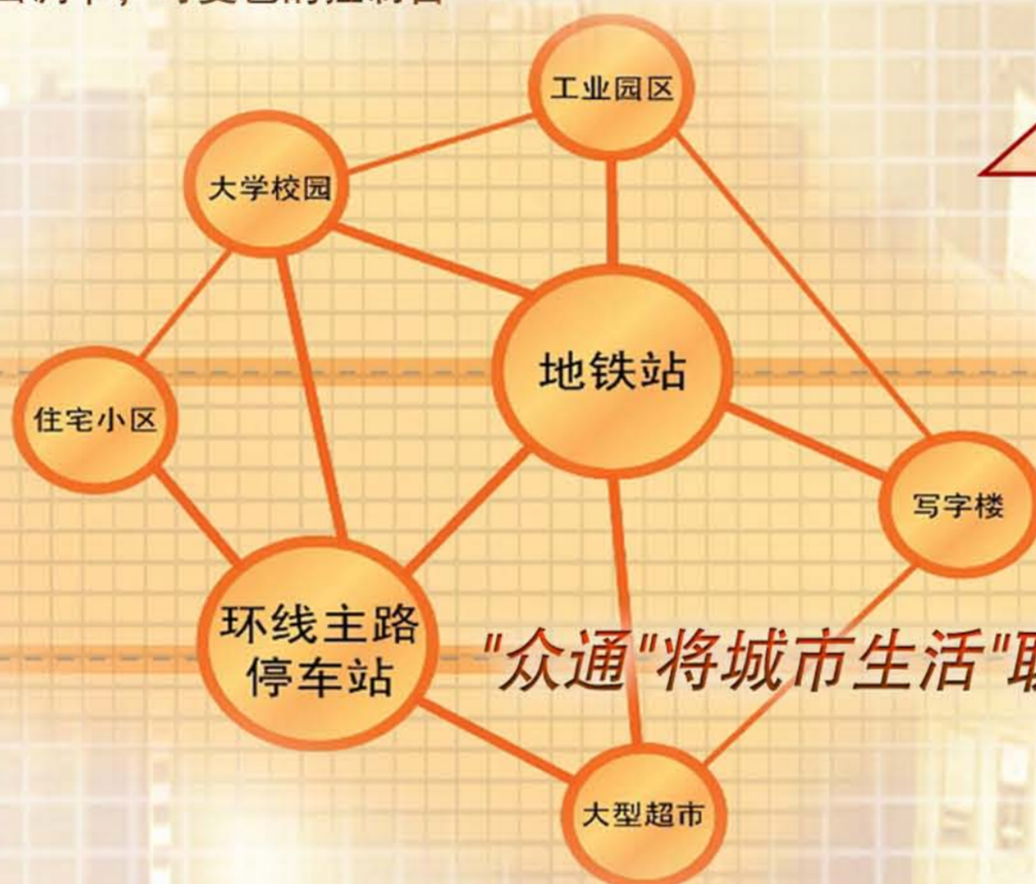 工业园区
大学校园
地铁站
住宅小区
写字楼
环线主路
停车站
"众通"将城市生活"
大型超市